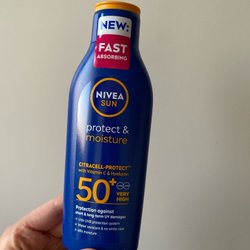 NEW:
FAST
ABSORBING
NIVEA
SUN
protect &
moisture
CITRACELL-PROTECT™
with Vitamin C & Hyaluron
50+
VERY
HIGH
Protection against
short & long-term UV damages